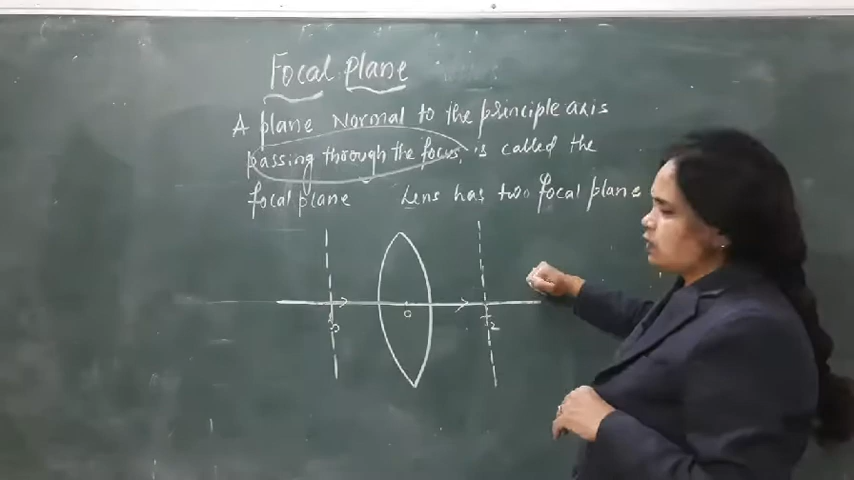 Focal Plane
A plane Normal to the principle axis
passing through the focus, is called the
focal plane Lens has two focal plane
O